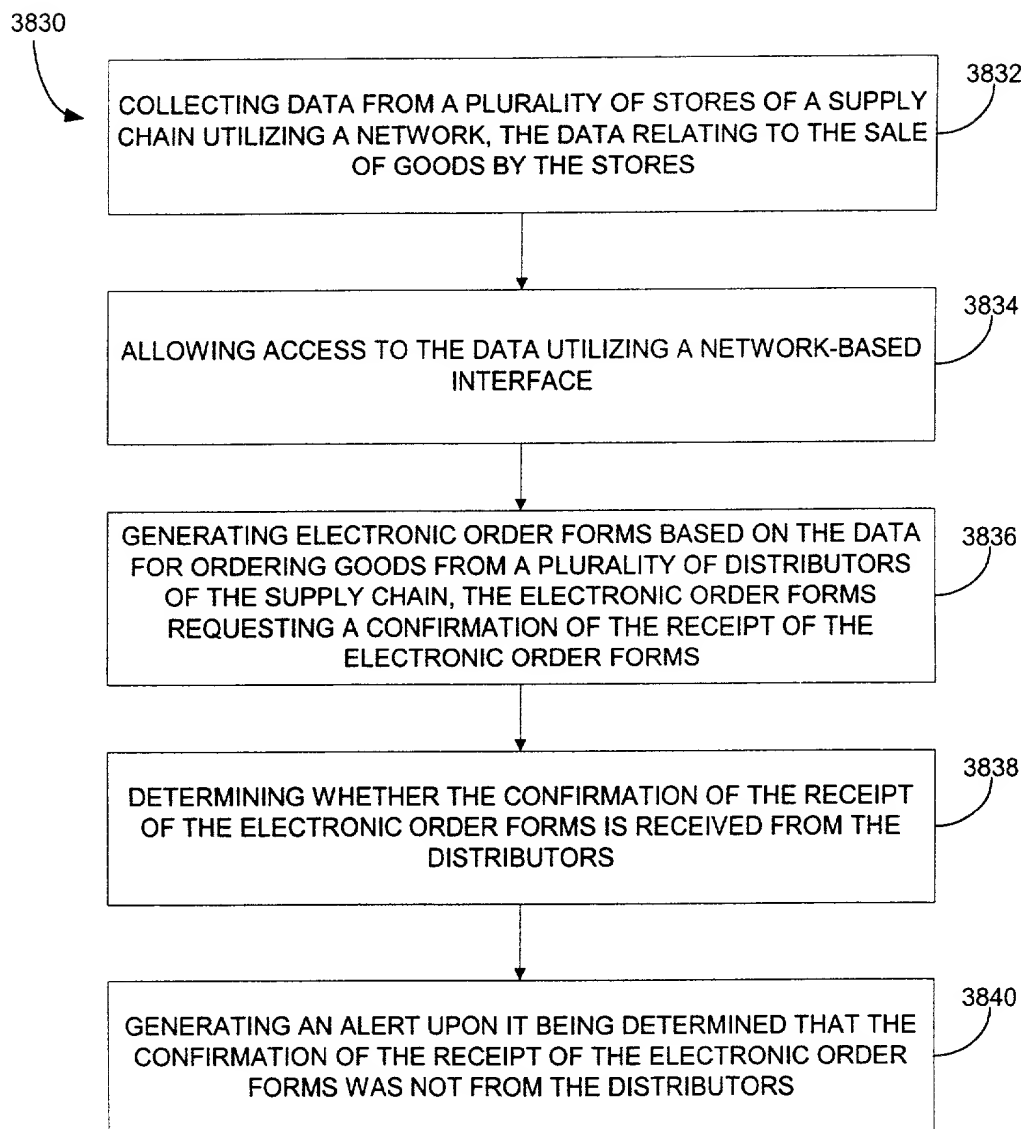 3830
3832
COLLECTING DATA FROM A PLURALITY OF STORES OF A SUPPLY
CHAIN UTILIZING A NETWORK, THE DATA RELATING TO THE SALE
OF GOODS BY THE STORES
3834
ALLOWING ACCESS TO THE DATA UTILIZING A NETWORK-BASED
INTERFACE
3836
GENERATING ELECTRONIC ORDER FORMS BASED ON THE DATA
FOR ORDERING GOODS FROM A PLURALITY OF DISTRIBUTORS
OF THE SUPPLY CHAIN, THE ELECTRONIC ORDER FORMS
REQUESTING A CONFIRMATION OF THE RECEIPT OF THE
ELECTRONIC ORDER FORMS
3838
DETERMINING WHETHER THE CONFIRMATION OF THE RECEIPT
OF THE ELECTRONIC ORDER FORMS IS RECEIVED FROM THE
DISTRIBUTORS
3840
GENERATING AN ALERT UPON IT BEING DETERMINED THAT THE
CONFIRMATION OF THE RECEIPT OF THE ELECTRONIC ORDER
FORMS WAS NOT FROM THE DISTRIBUTORS